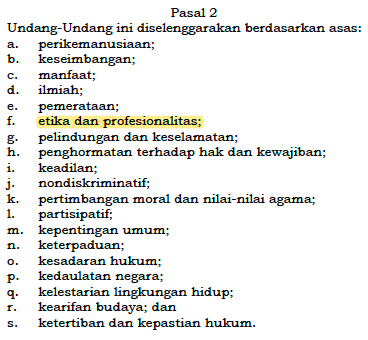 Pasal 2
Undang-Undang ini diselenggarakan berdasarkan asas:
a. perikemanusiaan;
b. keseimbangan;
c. manfaat;
d. ilmiah;
e. pemerataan;
f. etika dan profesionalitas;
g. pelindungan dan keselamatan;
h. penghormatan terhadap hak dan kewajiban;
i. keadilan;
j. nondiskriminatif;
k. pertimbangan moral dan nilai-nilai agama;
l. partisipatif;
m. kepentingan umum;
n. keterpaduan;
o. kesadaran hukum;
p. kedaulatan negara;
q. kelestarian lingkungan hidup;
r. kearifan budaya; dan
s. ketertiban dan kepastian hukum.